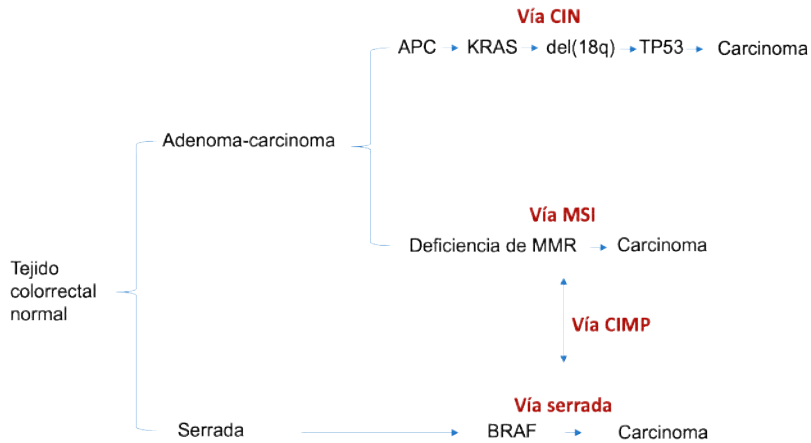 Vía CIN
APC KRAS del(18q) TP53 Carcinoma
Adenoma-carcinoma
Vía MSI
Deficiencia de MMR Carcinoma
Tejido
colorrectal
normal
Vía CIMP
Vía serrada
Serrada BRAF Carcinoma